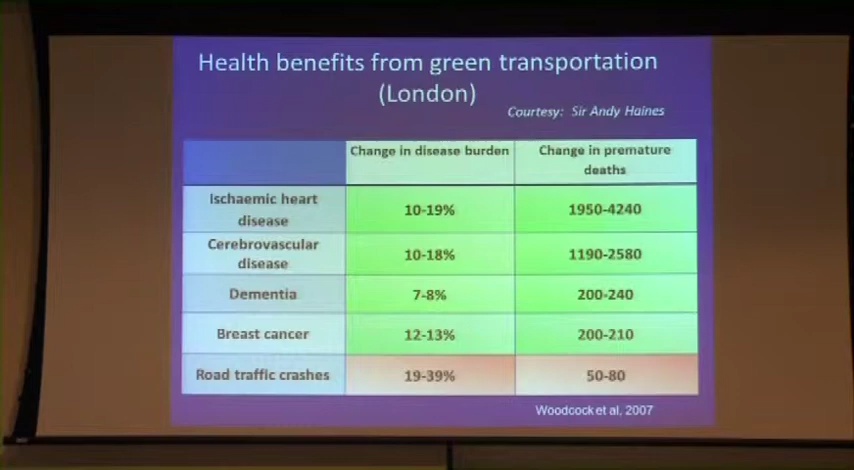 Health benefits from green transportation
(London)
Courtesy: Sir Andy Haines
Change in disease burden
Change in premature
deaths
Ischaemic heart
disease
10-19%
1950-4240
Cerebrovascular
disease
10-18%
1190-2580
Dementia
7-8%
200-240
Breast cancer
12-13%
200-210
Road traffic crashes
19-39%
50-80
Woodcock et al, 2007